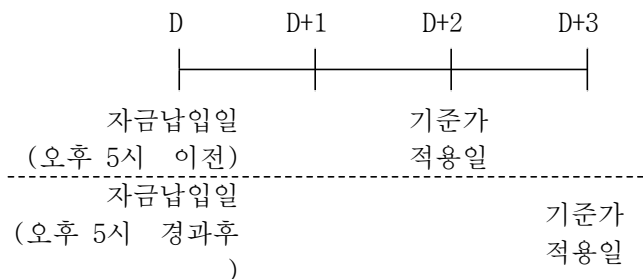 D D+1 D+2 D+3
자금납입일 기준가
(오후 5시 이전) 적용일
자금납입일
(오후 5시 경과후
)
기준가
적용일